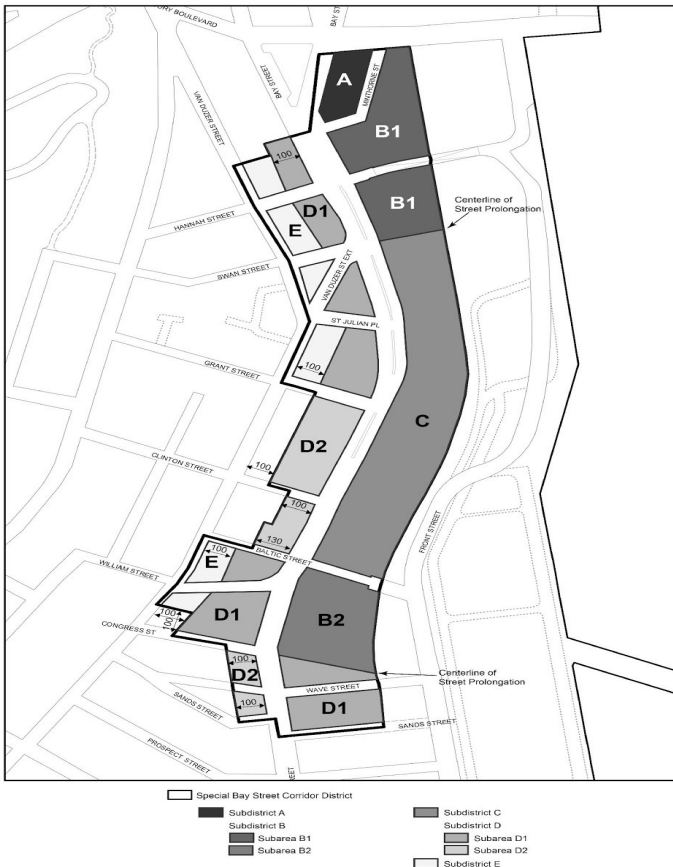 ORY BOULEVARD
BAY ST
BAY STREET
VAN DUZER STREET
A
MINTHORNE ST
B1
100
B1
Centerline of
Street Prolongation
HANNAH STREET
D1
E
SWAN STREET
VAN DUZER ST EXT
ST JULIAN PL
GRANT STREET
100
C
D2
CLINTON STREET
100
100
130
BALTIC STREET
FRONT STREET
WILLIAM STREET
100
E
100
100
CONGRESS ST
D1
B2
100
D2
Centerline of
Street Prolongation
WAVE STREET
SANDS STREET
100
D1
SANDS STREET
PROSPECT STREET
STREET
Special Bay Street Corridor District
Subdistrict A
Subdistrict B
Subarea B1
Subarea B2
Subdistrict C
Subdistrict D
Subarea D1
Subarea D2
Subdistrict E